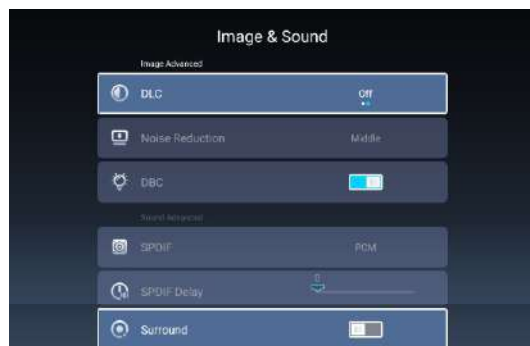 Image & Sound
Image Advanced
DLC Off
Noise Reduction Middle
DBC
Sound Advanced
SPDIF PCM
SPDIF Delay 0
Surround